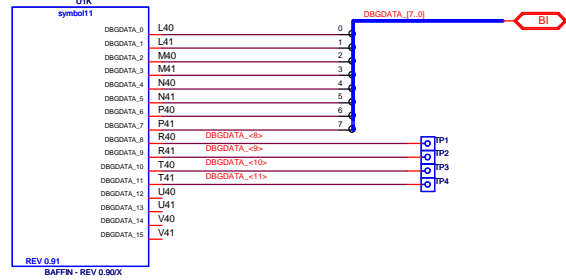 U1K
symbol11
DBGDATA_[7..0]
BI
DBGDATA_0 L40 0
DBGDATA_1 L41 1
DBGDATA_2 M40 2
DBGDATA_3 M41 3
DBGDATA_4 N40 4
DBGDATA_5 N41 5
DBGDATA_6 P40 6
DBGDATA_7 P41 7
DBGDATA_8 R40 DBGDATA_<8> TP1
DBGDATA_9 R41 DBGDATA_<9> TP2
DBGDATA_10 T40 DBGDATA_<10> TP3
DBGDATA_11 T41 DBGDATA_<11> TP4
DBGDATA_12 U40
DBGDATA_13 U41
DBGDATA_14 V40
DBGDATA_15 V41
REV 0.91
BAFFIN - REV 0.90/X